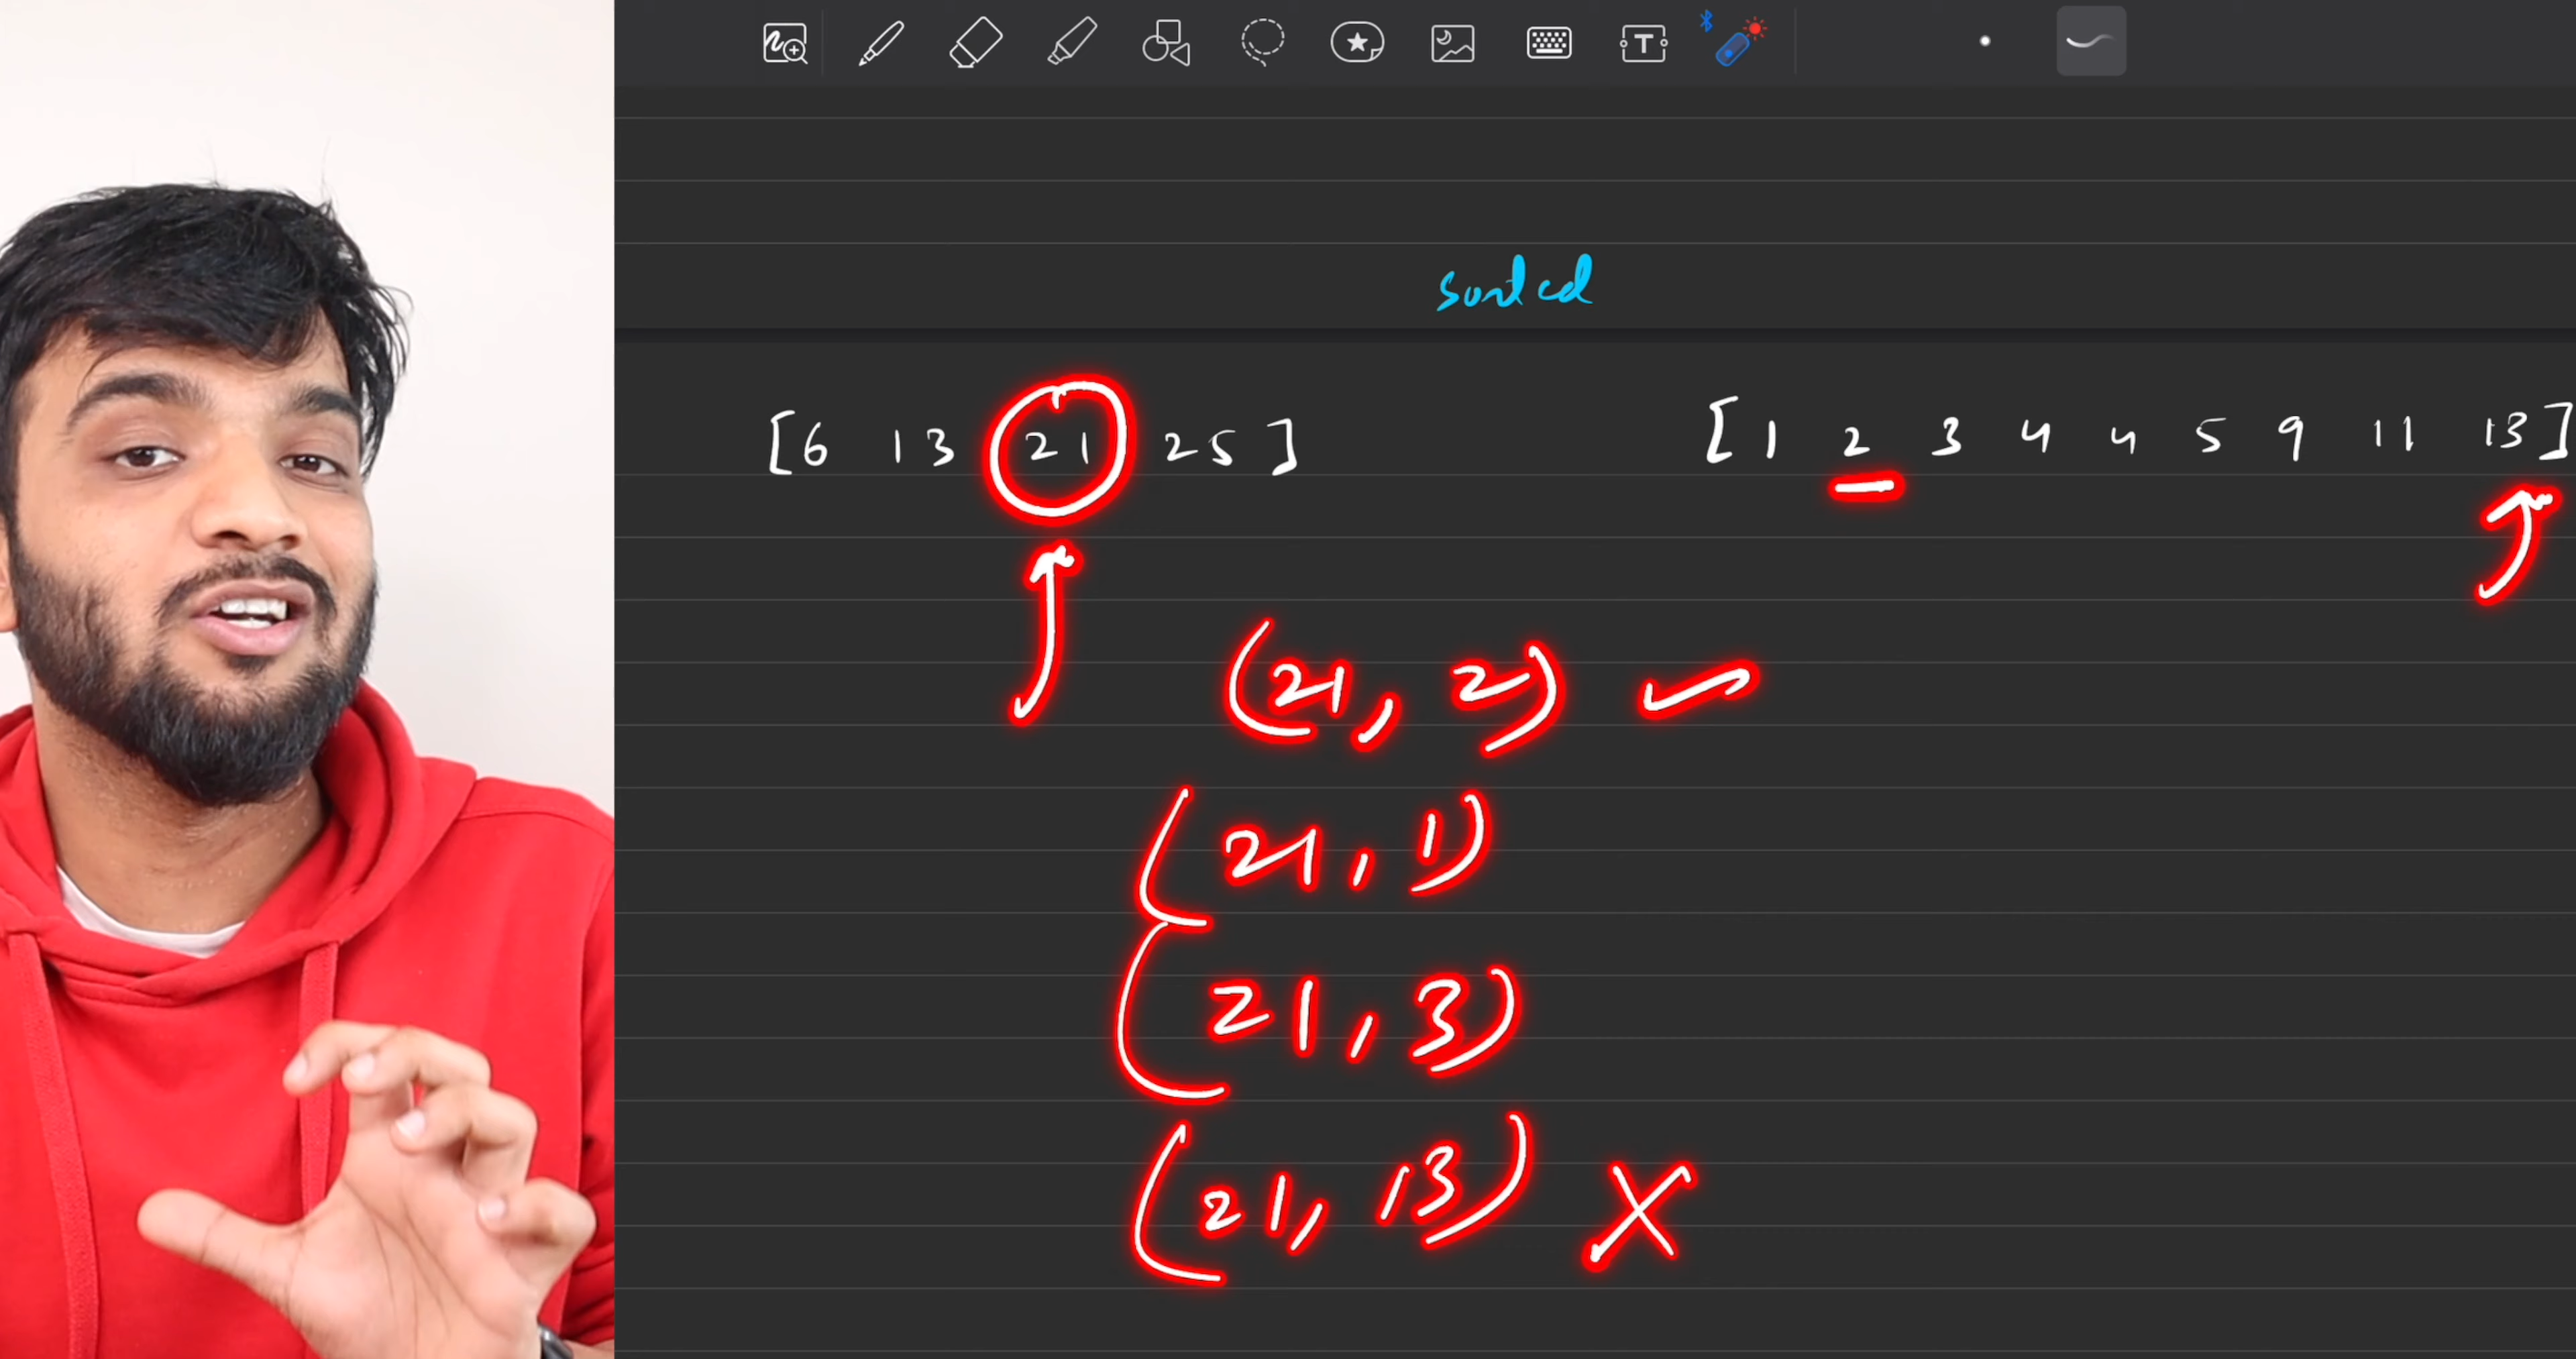 sorted
[6 13 21 25] [1 2 3 4 4 5 9 11 13]
(21, 2) ✓
(21, 1)
(21, 3)
(21, 13) X